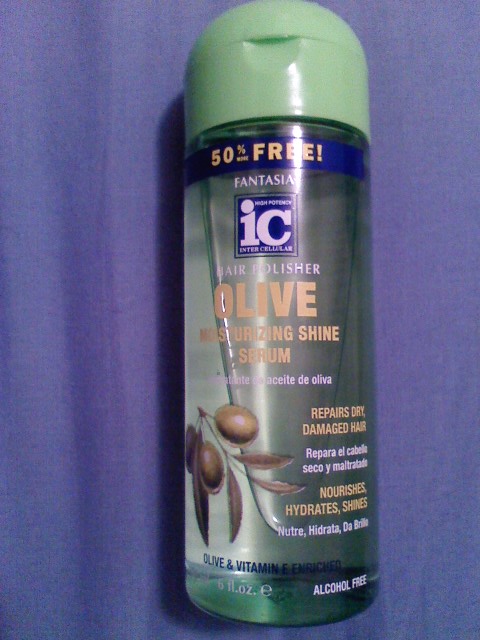 50% MORE FREE!
FANTASIA
HIGH POTENCY
ic
INTER CELLULAR
HAIR POLISHER
OLIVE
MOISTURIZING SHINE
SERUM
de aceite de oliva
REPAIRS DRY,
DAMAGED HAIR
Repara el cabello
seco y maltratado
NOURISHES,
HYDRATES, SHINES
Nutre, Hidrata, Da Brillo
OLIVE & VITAMIN E ENRICHED
6 fl.oz. e
ALCOHOL FREE